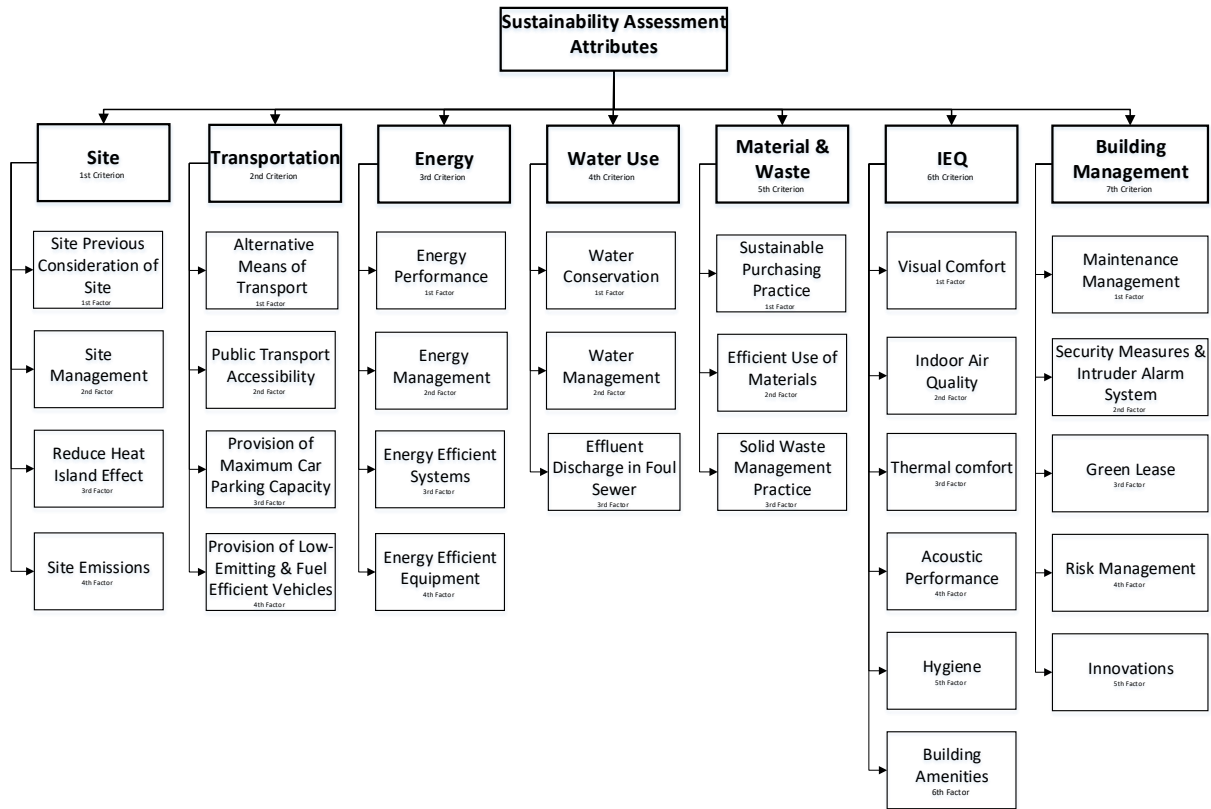 Sustainability Assessment
Attributes
Site
1st Criterion
Site Previous
Consideration of
Site
1st Factor
Site
Management
2nd Factor
Reduce Heat
Island Effect
3rd Factor
Site Emissions
4th Factor
Transportation
2nd Criterion
Alternative
Means of
Transport
1st Factor
Public Transport
Accessibility
2nd Factor
Provision of
Maximum Car
Parking Capacity
3rd Factor
Provision of Low-
Emitting & Fuel
Efficient Vehicles
4th Factor
Energy
3rd Criterion
Energy
Performance
1st Factor
Energy
Management
2nd Factor
Energy Efficient
Systems
3rd Factor
Energy Efficient
Equipment
4th Factor
Water Use
4th Criterion
Water
Conservation
1st Factor
Water
Management
2nd Factor
Effluent
Discharge in Foul
Sewer
3rd Factor
Material &
Waste
5th Criterion
Sustainable
Purchasing
Practice
1st Factor
Efficient Use of
Materials
2nd Factor
Solid Waste
Management
Practice
3rd Factor
IEQ
6th Criterion
Visual Comfort
1st Factor
Indoor Air
Quality
2nd Factor
Thermal comfort
3rd Factor
Acoustic
Performance
4th Factor
Hygiene
5th Factor
Building
Amenities
6th Factor
Building
Management
7th Criterion
Maintenance
Management
1st Factor
Security Measures &
Intruder Alarm
System
2nd Factor
Green Lease
3rd Factor
Risk Management
4th Factor
Innovations
5th Factor